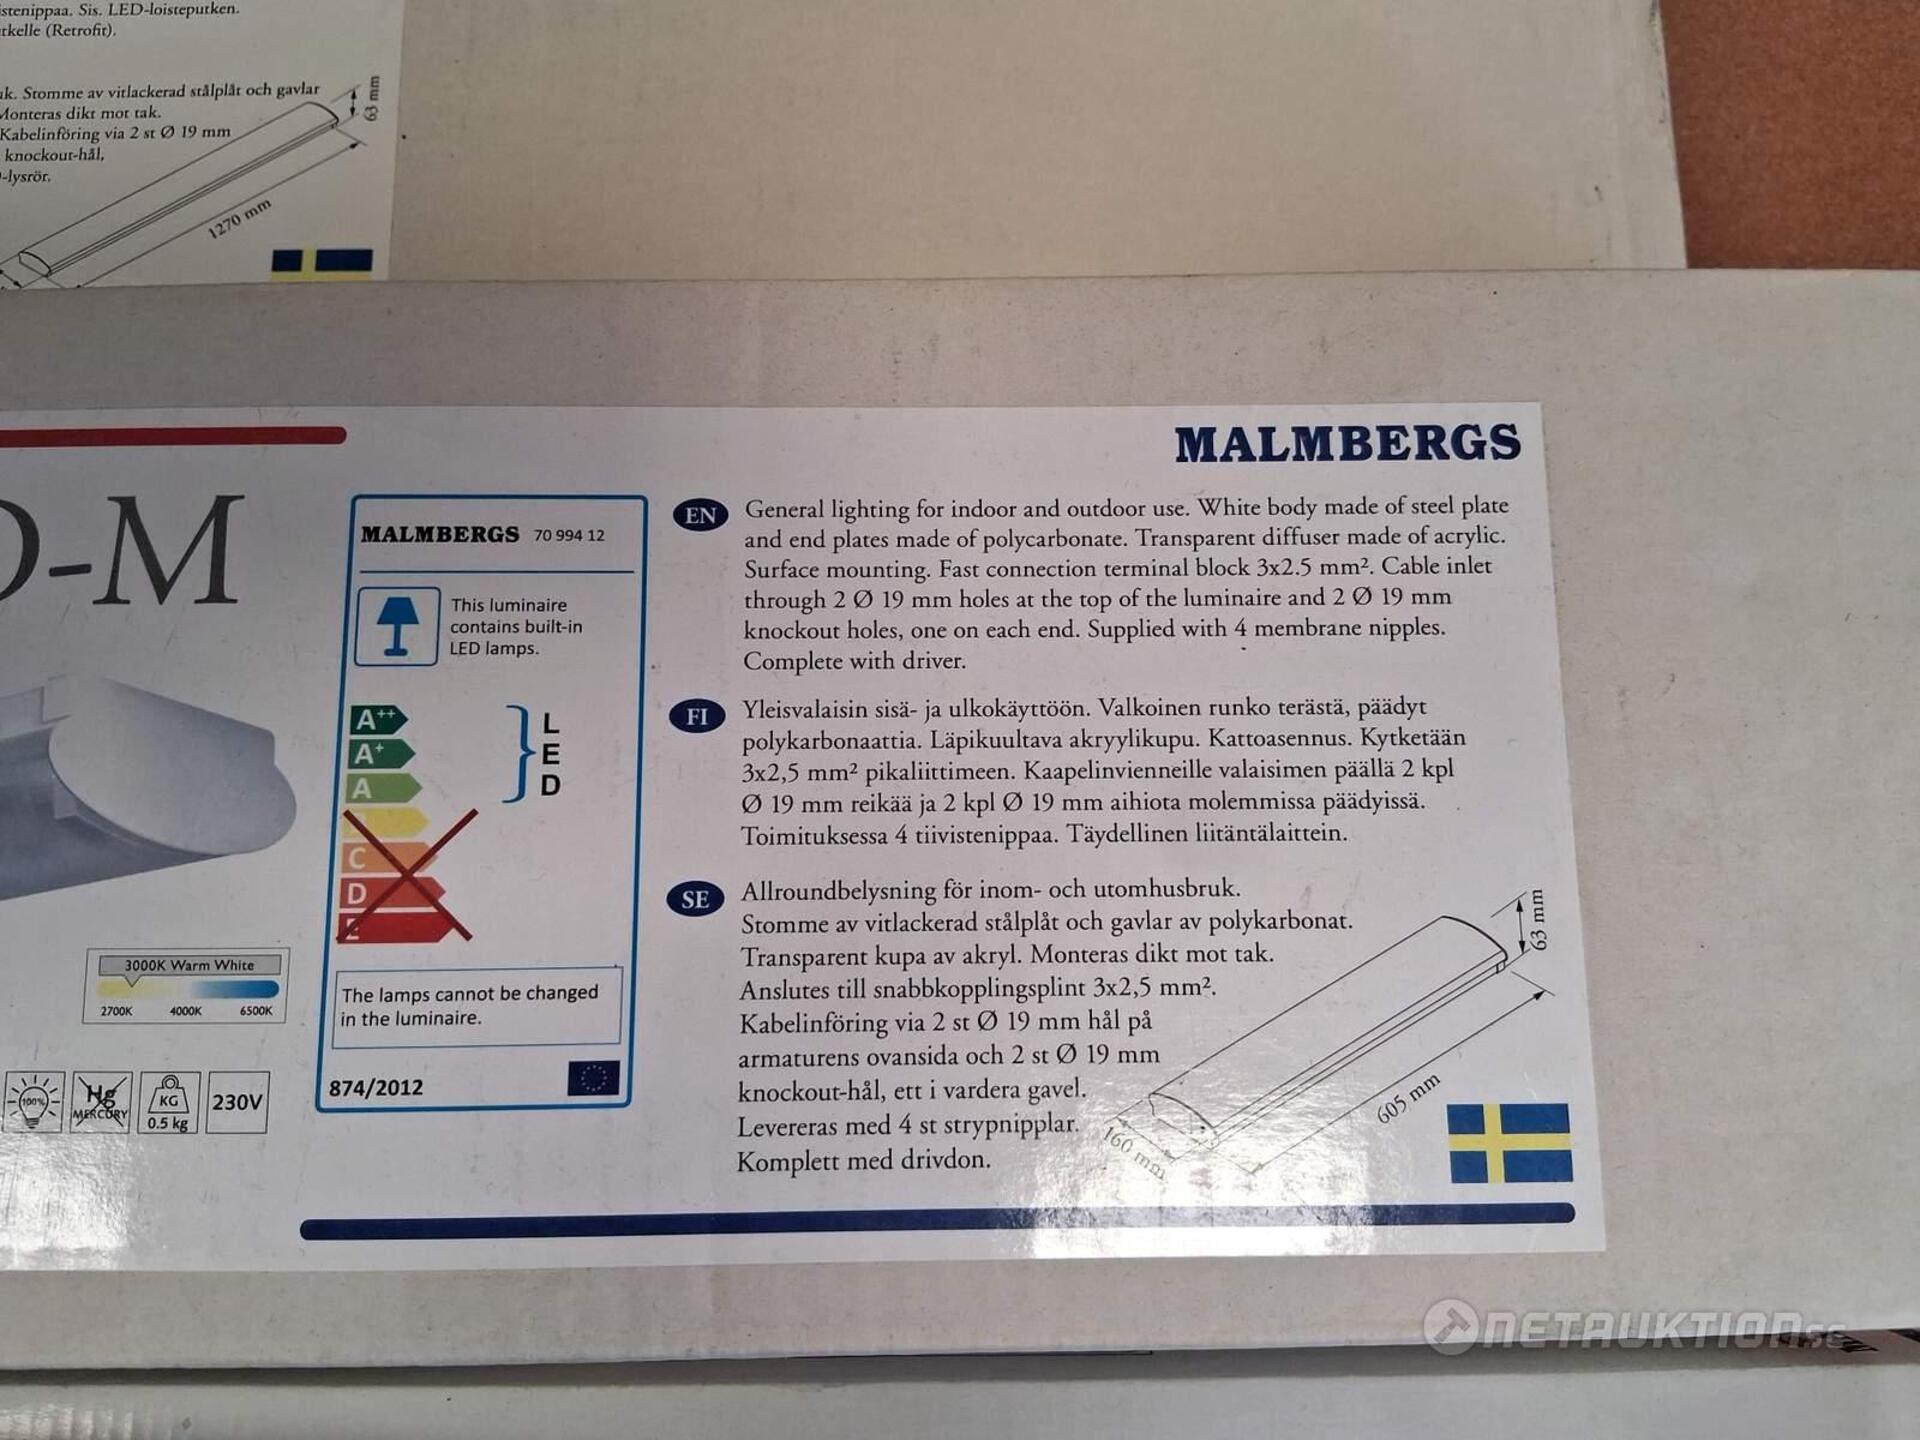 LED-loisteputken.
(Retrofit).
Stomme av vitlackerad stålplåt och gavlar
Monteras dikt mot tak.
Kabelinföring via 2 st Ø 19 mm
knockout-hål,
-lysrör.
63 mm
1270 mm
MALMBERGS
D-M
MALMBERGS 70 994 12
This luminaire
contains built-in
LED lamps.
A++
A+
A
C
D
E
L
E
D
The lamps cannot be changed
in the luminaire.
874/2012
3000K Warm White
2700K 4000K 6500K
100%
Hg
MERCURY
KG
0.5 kg
230V
EN
General lighting for indoor and outdoor use. White body made of steel plate
and end plates made of polycarbonate. Transparent diffuser made of acrylic.
Surface mounting. Fast connection terminal block 3x2.5 mm². Cable inlet
through 2 Ø 19 mm holes at the top of the luminaire and 2 Ø 19 mm
knockout holes, one on each end. Supplied with 4 membrane nipples.
Complete with driver.
FI
Yleisvalaisin sisä- ja ulkokäyttöön. Valkoinen runko terästä, päädyt
polykarbonaattia. Läpikuultava akryylikupu. Kattoasennus. Kytketään
3x2,5 mm² pikaliittimeen. Kaapelinvienneille valaisimen päällä 2 kpl
Ø 19 mm reikää ja 2 kpl Ø 19 mm aihiota molemmissa päädyissä.
Toimituksessa 4 tiivistenippaa. Täydellinen liitäntälaittein.
SE
Allroundbelysning för inom- och utomhusbruk.
Stomme av vitlackerad stålplåt och gavlar av polykarbonat.
Transparent kupa av akryl. Monteras dikt mot tak.
Anslutes till snabbkopplingsplint 3x2,5 mm².
Kabelinföring via 2 st Ø 19 mm hål på
armaturens ovansida och 2 st Ø 19 mm
knockout-hål, ett i vardera gavel.
Levereras med 4 st strypnipplar.
Komplett med drivdon.
63 mm
605 mm
160 mm
NETAUKTION.SE